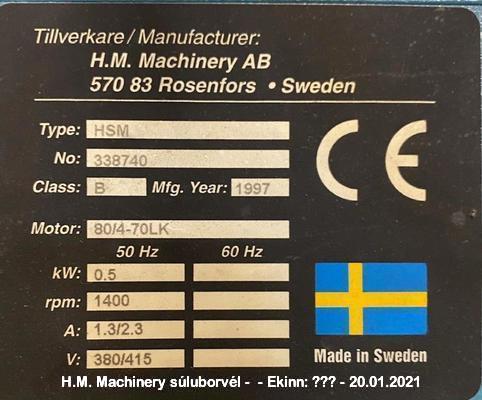 Tillverkare / Manufacturer:
H.M. Machinery AB
570 83 Rosenfors • Sweden
Type: HSM
No: 338740
Class: B Mfg. Year: 1997
CE
Motor: 80/4-70LK
50 Hz 60 Hz
kW: 0.5
rpm: 1400
A: 1.3/2.3
V: 380/415
Made in Sweden
H.M. Machinery súluborvél - - Ekinn: ??? - 20.01.2021